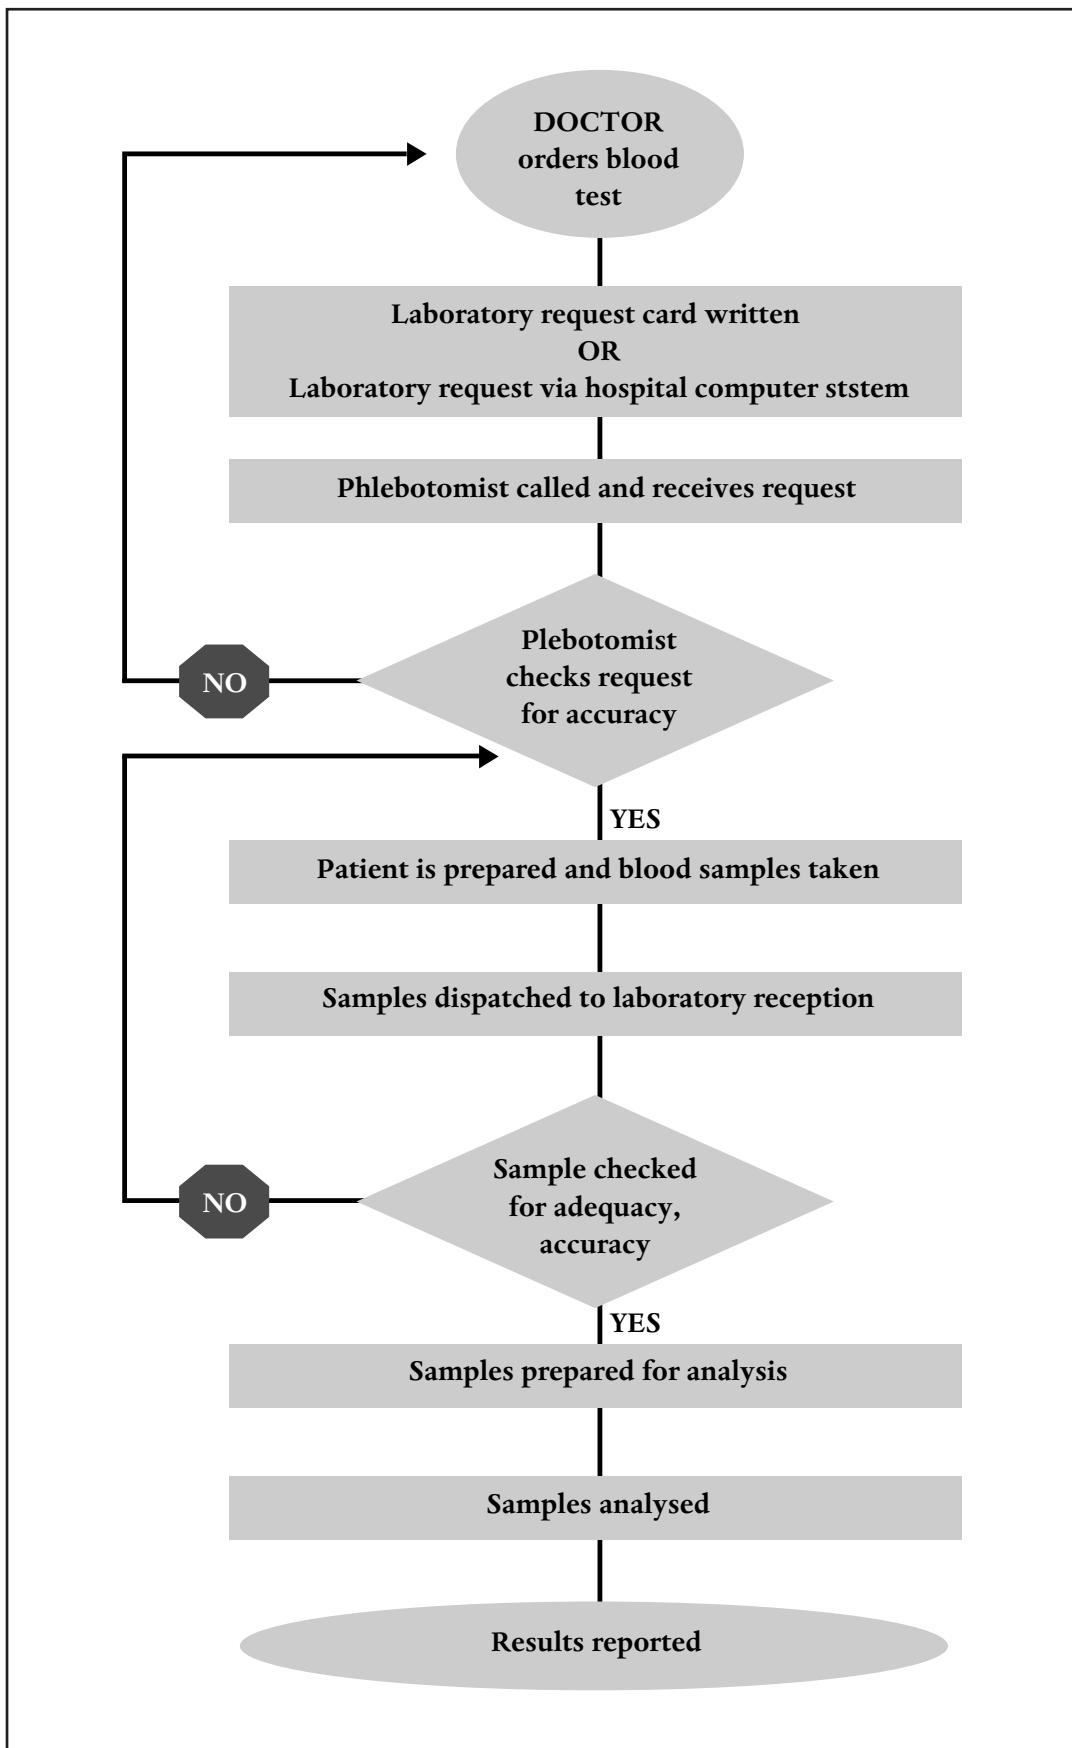 DOCTOR
orders blood
test
Laboratory request card written
OR
Laboratory request via hospital computer ststem
Phlebotomist called and receives request
Plebotomist
checks request
for accuracy
NO
YES
Patient is prepared and blood samples taken
Samples dispatched to laboratory reception
Sample checked
for adequacy,
accuracy
NO
YES
Samples prepared for analysis
Samples analysed
Results reported